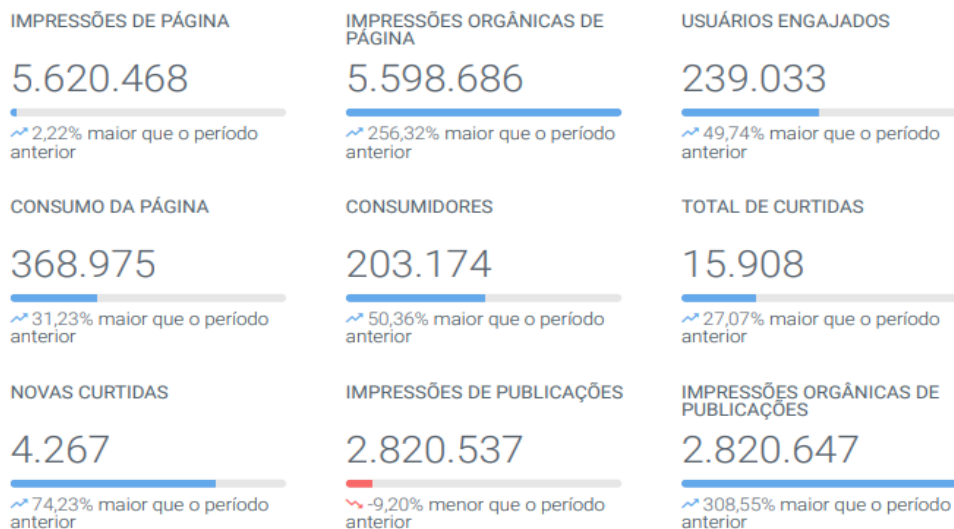 IMPRESSÕES DE PÁGINA
5.620.468
2,22% maior que o período
anterior
IMPRESSÕES ORGÂNICAS DE
PÁGINA
5.598.686
256,32% maior que o período
anterior
USUÁRIOS ENGAJADOS
239.033
49,74% maior que o período
anterior
CONSUMO DA PÁGINA
368.975
31,23% maior que o período
anterior
CONSUMIDORES
203.174
50,36% maior que o período
anterior
TOTAL DE CURTIDAS
15.908
27,07% maior que o período
anterior
NOVAS CURTIDAS
4.267
74,23% maior que o período
anterior
IMPRESSÕES DE PUBLICAÇÕES
2.820.537
-9,20% menor que o período
anterior
IMPRESSÕES ORGÂNICAS DE
PUBLICAÇÕES
2.820.647
308,55% maior que o período
anterior